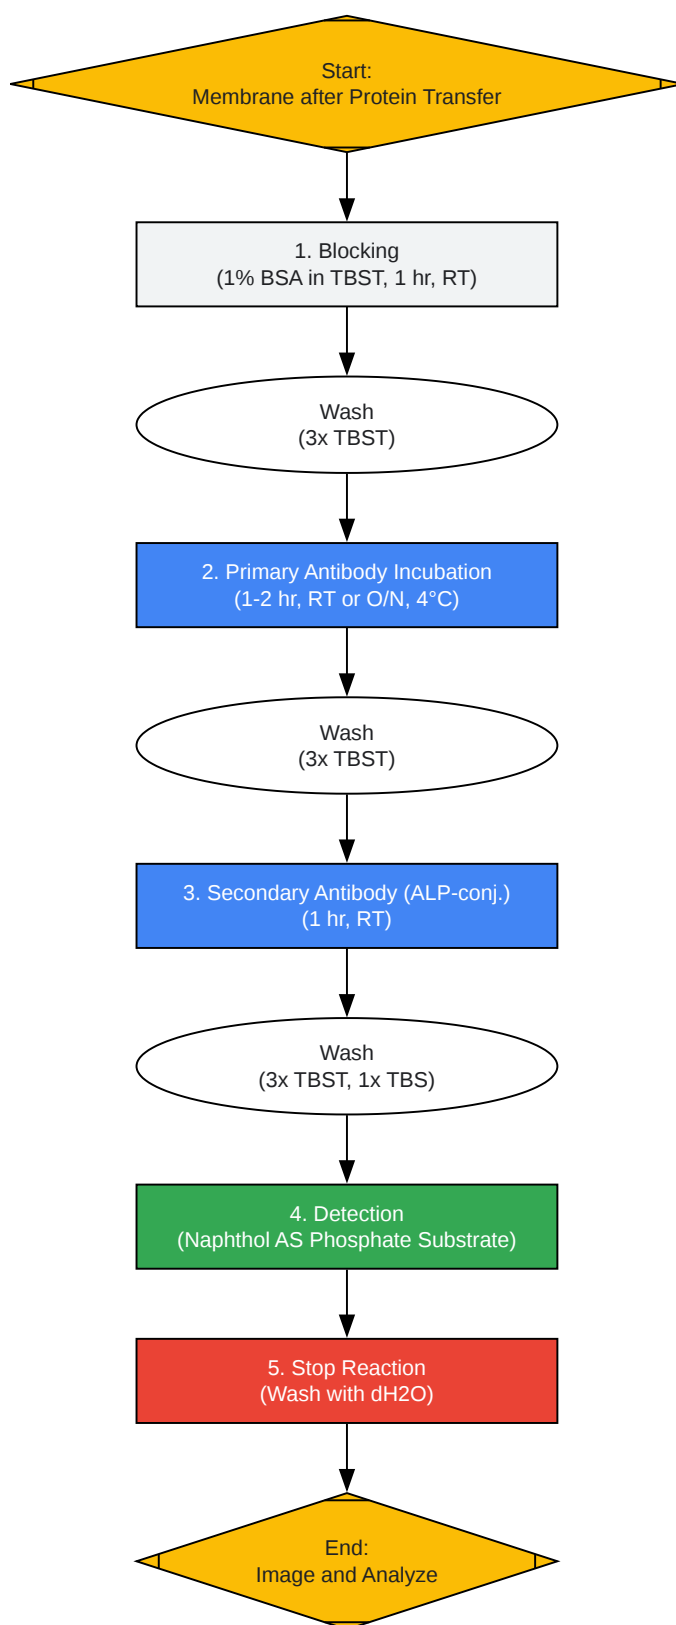 Start:
Membrane after Protein Transfer
1. Blocking
(1% BSA in TBST, 1 hr, RT)
Wash
(3x TBST)
2. Primary Antibody Incubation
(1-2 hr, RT or O/N, 4°C)
Wash
(3x TBST)
3. Secondary Antibody (ALP-conj.)
(1 hr, RT)
Wash
(3x TBST, 1x TBS)
4. Detection
(Naphthol AS Phosphate Substrate)
5. Stop Reaction
(Wash with dH2O)
End:
Image and Analyze